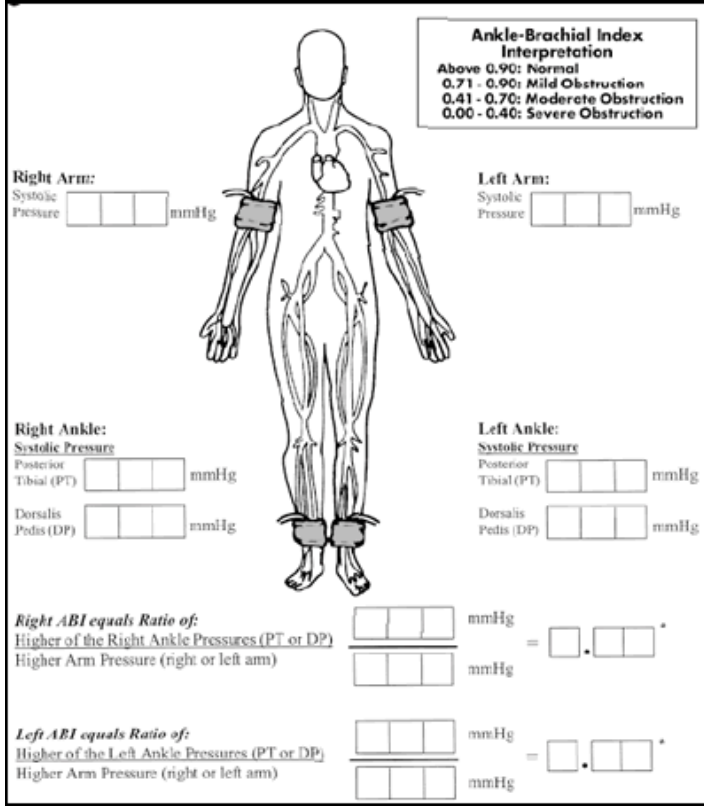 Ankle-Brachial Index
Interpretation
Above 0.90: Normal
0.71 - 0.90: Mild Obstruction
0.41 - 0.70: Moderate Obstruction
0.00 - 0.40: Severe Obstruction
Right Arm:
Systolic
Pressure mmHg
Left Arm:
Systolic
Pressure mmHg
Right Ankle:
Systolic Pressure
Posterior
Tibial (PT) mmHg
Dorsalis
Pedis (DP) mmHg
Left Ankle:
Systolic Pressure
Posterior
Tibial (PT) mmHg
Dorsalis
Pedis (DP) mmHg
Right ABI equals Ratio of:
Higher of the Right Ankle Pressures (PT or DP) mmHg
Higher Arm Pressure (right or left arm) mmHg
= . *
Left ABI equals Ratio of:
Higher of the Left Ankle Pressures (PT or DP) mmHg
Higher Arm Pressure (right or left arm) mmHg
= . *